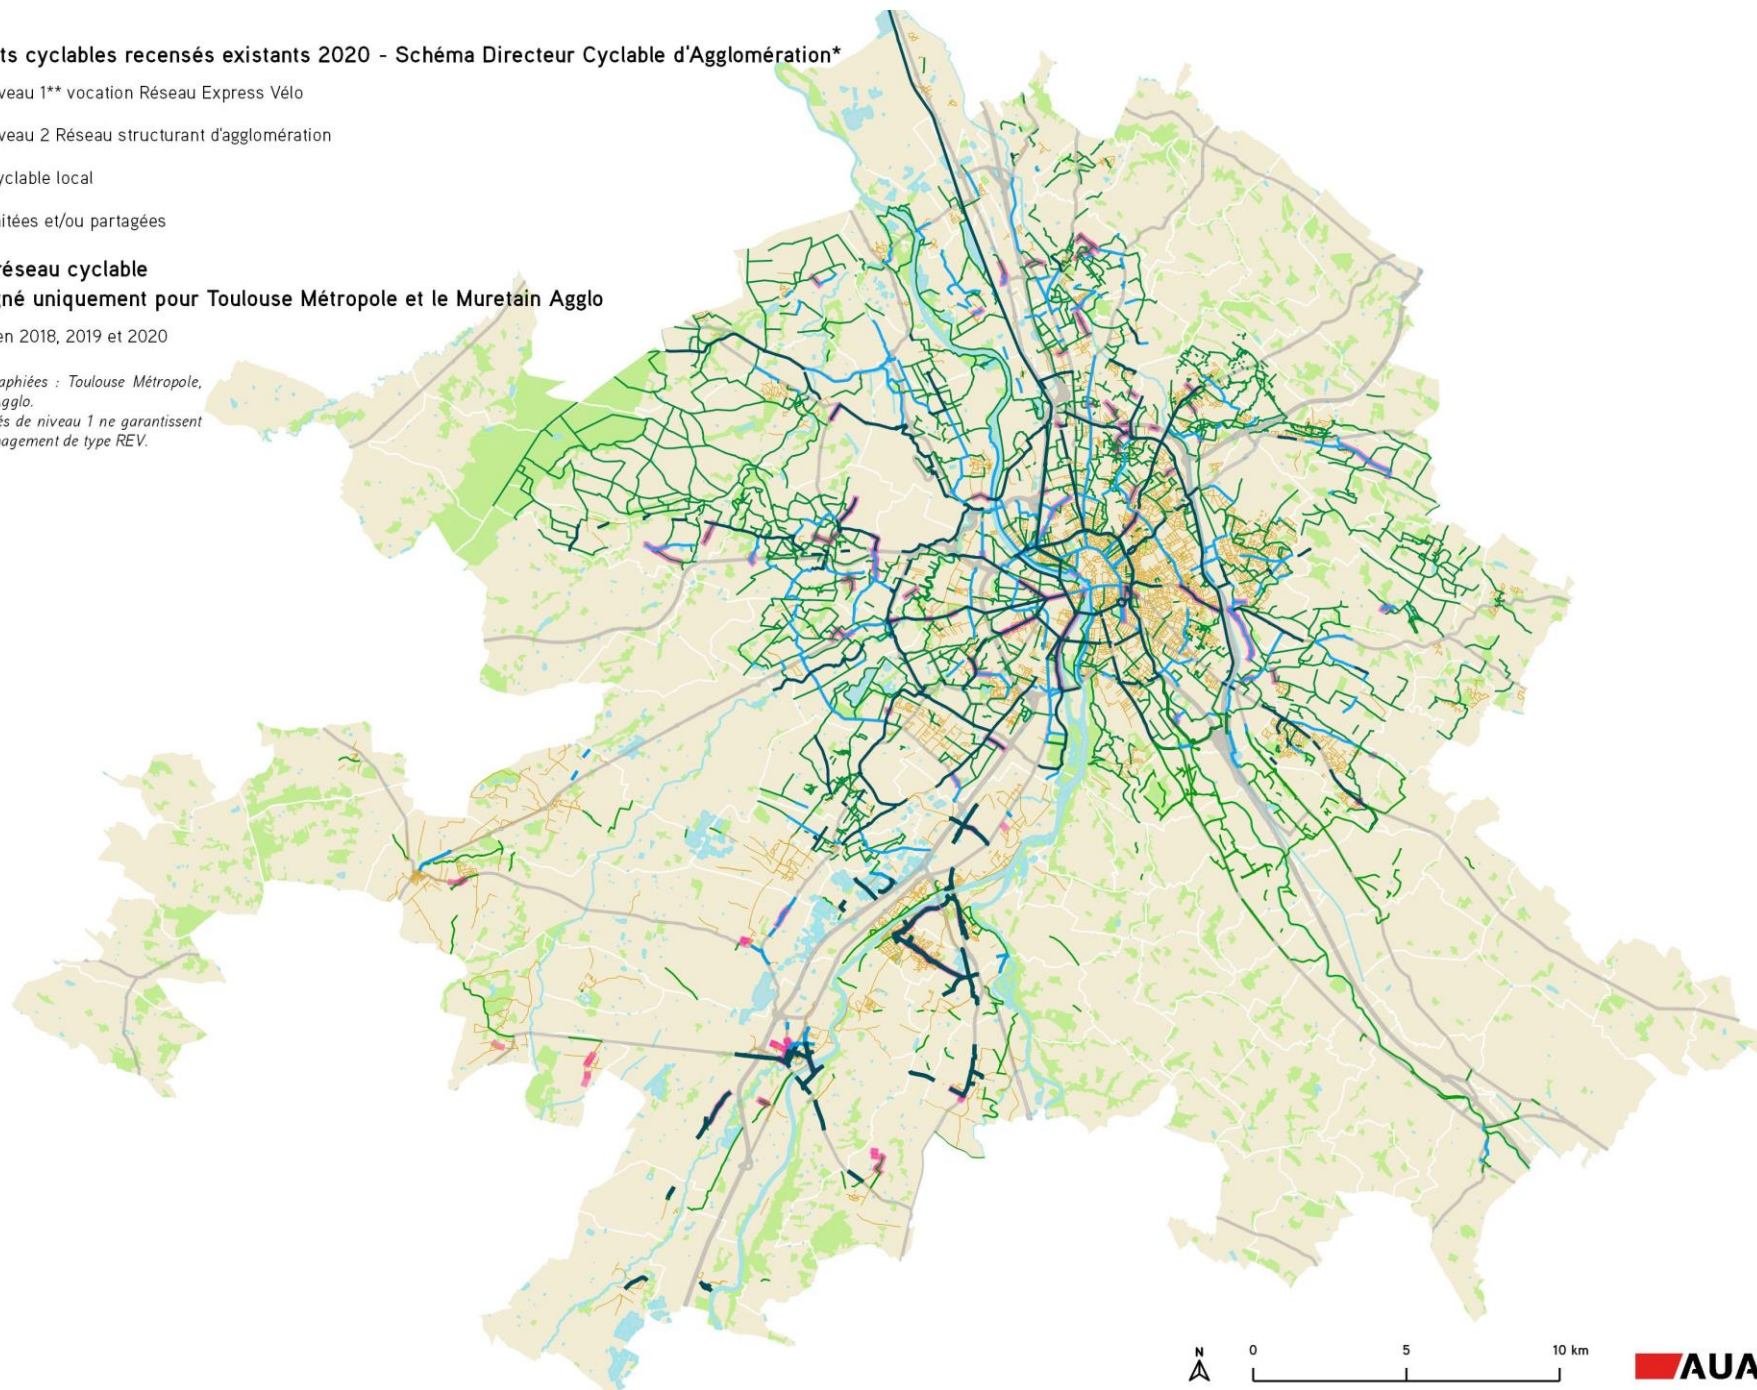 ts cyclables recensés existants 2020 - Schéma Directeur Cyclable d'Agglomération*
veau 1** vocation Réseau Express Vélo
veau 2 Réseau structurant d'agglomération
yclable local
itées et/ou partagées
réseau cyclable
gné uniquement pour Toulouse Métropole et le Muretain Agglo
en 2018, 2019 et 2020
aphiées : Toulouse Métropole,
Agglo.
és de niveau 1 ne garantissent
nagement de type REV.
N
0 5 10 km
AUA